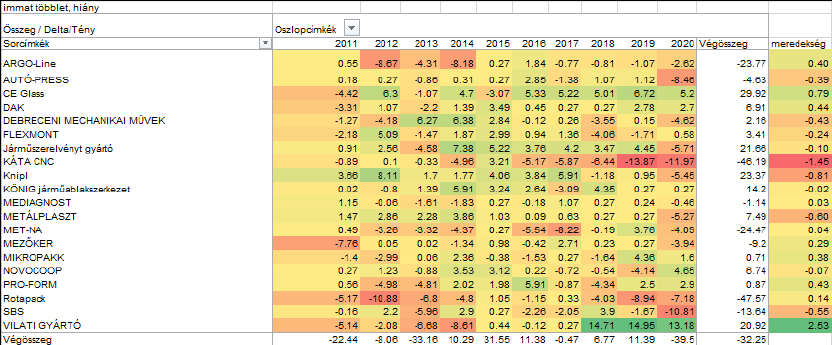 immat többlet, hiány
Összeg / Delta/Tény Oszlopcímkék
Sorcímkék 2011 2012 2013 2014 2015 2016 2017 2018 2019 2020 Végösszeg meredekség
ARGO-Line 0.55 -8.67 -4.31 -8.18 0.27 1.84 -0.77 -0.81 -1.07 -2.62 -23.77 0.40
AUTÓ-PRESS 0.18 0.27 -0.86 0.31 0.27 2.85 -1.38 1.07 1.12 -8.46 -4.63 -0.39
CE Glass -4.42 6.3 -1.07 4.7 -3.07 5.33 5.22 5.01 6.72 5.2 29.92 0.79
DAK -3.31 1.07 -2.2 1.39 3.49 0.45 0.27 0.27 2.78 2.7 6.91 0.44
DEBRECENI MECHANIKAI MŰVEK -1.27 -4.18 6.27 6.38 2.84 -0.12 0.26 -3.55 0.15 -4.62 2.16 -0.43
FLEXMONT -2.18 5.09 -1.47 1.87 2.99 0.94 1.36 -4.06 -1.71 0.58 3.41 -0.24
Járműszerelvényt gyártó 0.91 2.56 -4.58 7.38 5.22 3.76 4.2 3.47 4.45 -5.71 21.66 -0.10
KÁTA CNC -0.89 0.1 -0.33 -4.96 3.21 -5.17 -5.87 -6.44 -13.87 -11.97 -46.19 -1.45
Knipl 3.66 8.11 1.7 1.77 4.06 3.84 5.91 -1.18 0.95 -5.45 23.37 -0.81
KÖNIG járműablakszerkezet 0.02 -0.8 1.39 5.91 3.24 2.64 -3.09 4.35 0.27 0.27 14.2 -0.02
MEDIAGNOST 1.15 -0.06 -1.61 -1.83 0.27 -0.18 1.07 0.27 0.24 -0.46 -1.14 0.03
METÁLPLASZT 1.47 2.86 2.28 3.86 1.03 0.09 0.63 0.27 0.27 -5.27 7.49 -0.60
MET-NA 0.49 -3.26 -3.32 -4.37 0.27 -5.54 -8.22 -0.19 3.76 -4.09 -24.47 0.04
MEZŐKER -7.76 0.05 0.02 -1.34 0.98 -0.42 2.71 0.23 0.27 -3.94 -9.2 0.29
MIKROPAKK -1.4 -2.99 0.06 2.36 -0.38 -1.53 0.27 -1.64 4.36 1.6 0.71 0.38
NOVOCOOP 0.27 1.23 -0.88 3.53 3.12 0.22 -0.72 -0.54 -4.14 4.65 6.74 -0.07
PRO-FORM 0.56 -4.98 -4.81 2.02 1.98 5.91 -0.87 -4.34 2.5 2.9 0.87 0.43
Rotapack -5.17 -10.88 -6.8 -4.8 1.05 -1.15 0.33 -4.03 -8.94 -7.18 -47.57 0.14
SBS -0.16 2.2 -5.96 2.9 0.27 -2.26 -2.05 3.9 -1.67 -10.81 -13.64 -0.55
VILATI GYÁRTÓ -5.14 -2.08 -6.68 -8.61 0.44 -0.12 0.27 14.71 14.95 13.18 20.92 2.53
Végösszeg -22.44 -8.06 -33.16 10.29 31.55 11.38 -0.47 6.77 11.39 -39.5 -32.25